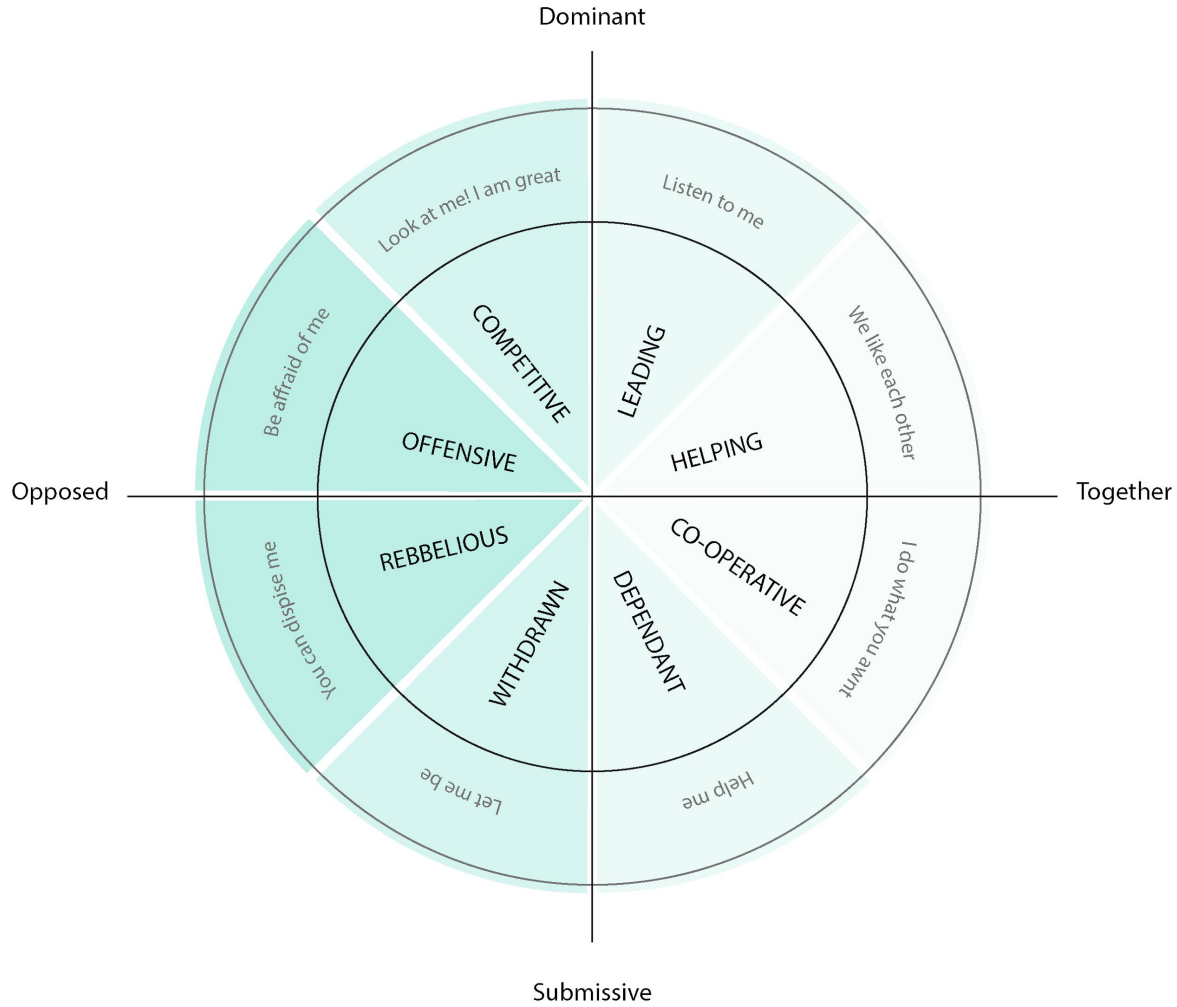 Dominant
Look at me! I am great
Listen to me
Be affraid of me
We like each other
COMPETITIVE
LEADING
OFFENSIVE
HELPING
Opposed
Together
REBBELIOUS
CO-OPERATIVE
WITHDRAWN
DEPENDANT
You can dispise me
I do what you awnt
Let me be
Help me
Submissive